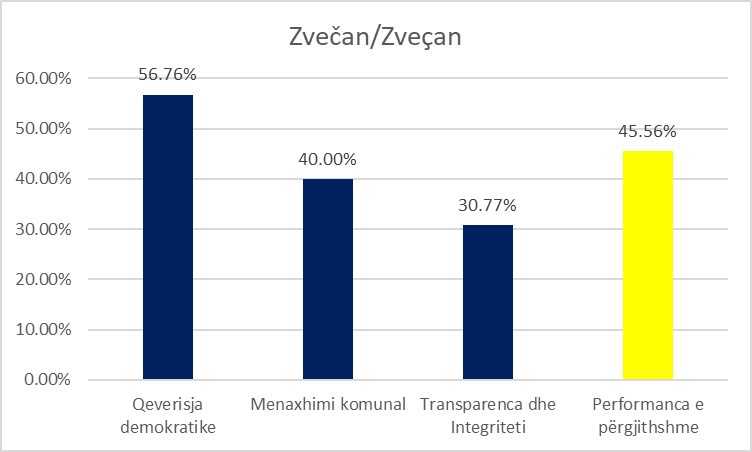 Zvečan/Zveçan
60.00%
50.00%
40.00%
30.00%
20.00%
10.00%
0.00%
56.76%
40.00%
30.77%
45.56%
Qeverisja
demokratike
Menaxhimi komunal
Transparenca dhe
Integriteti
Performanca e
përgjithshme